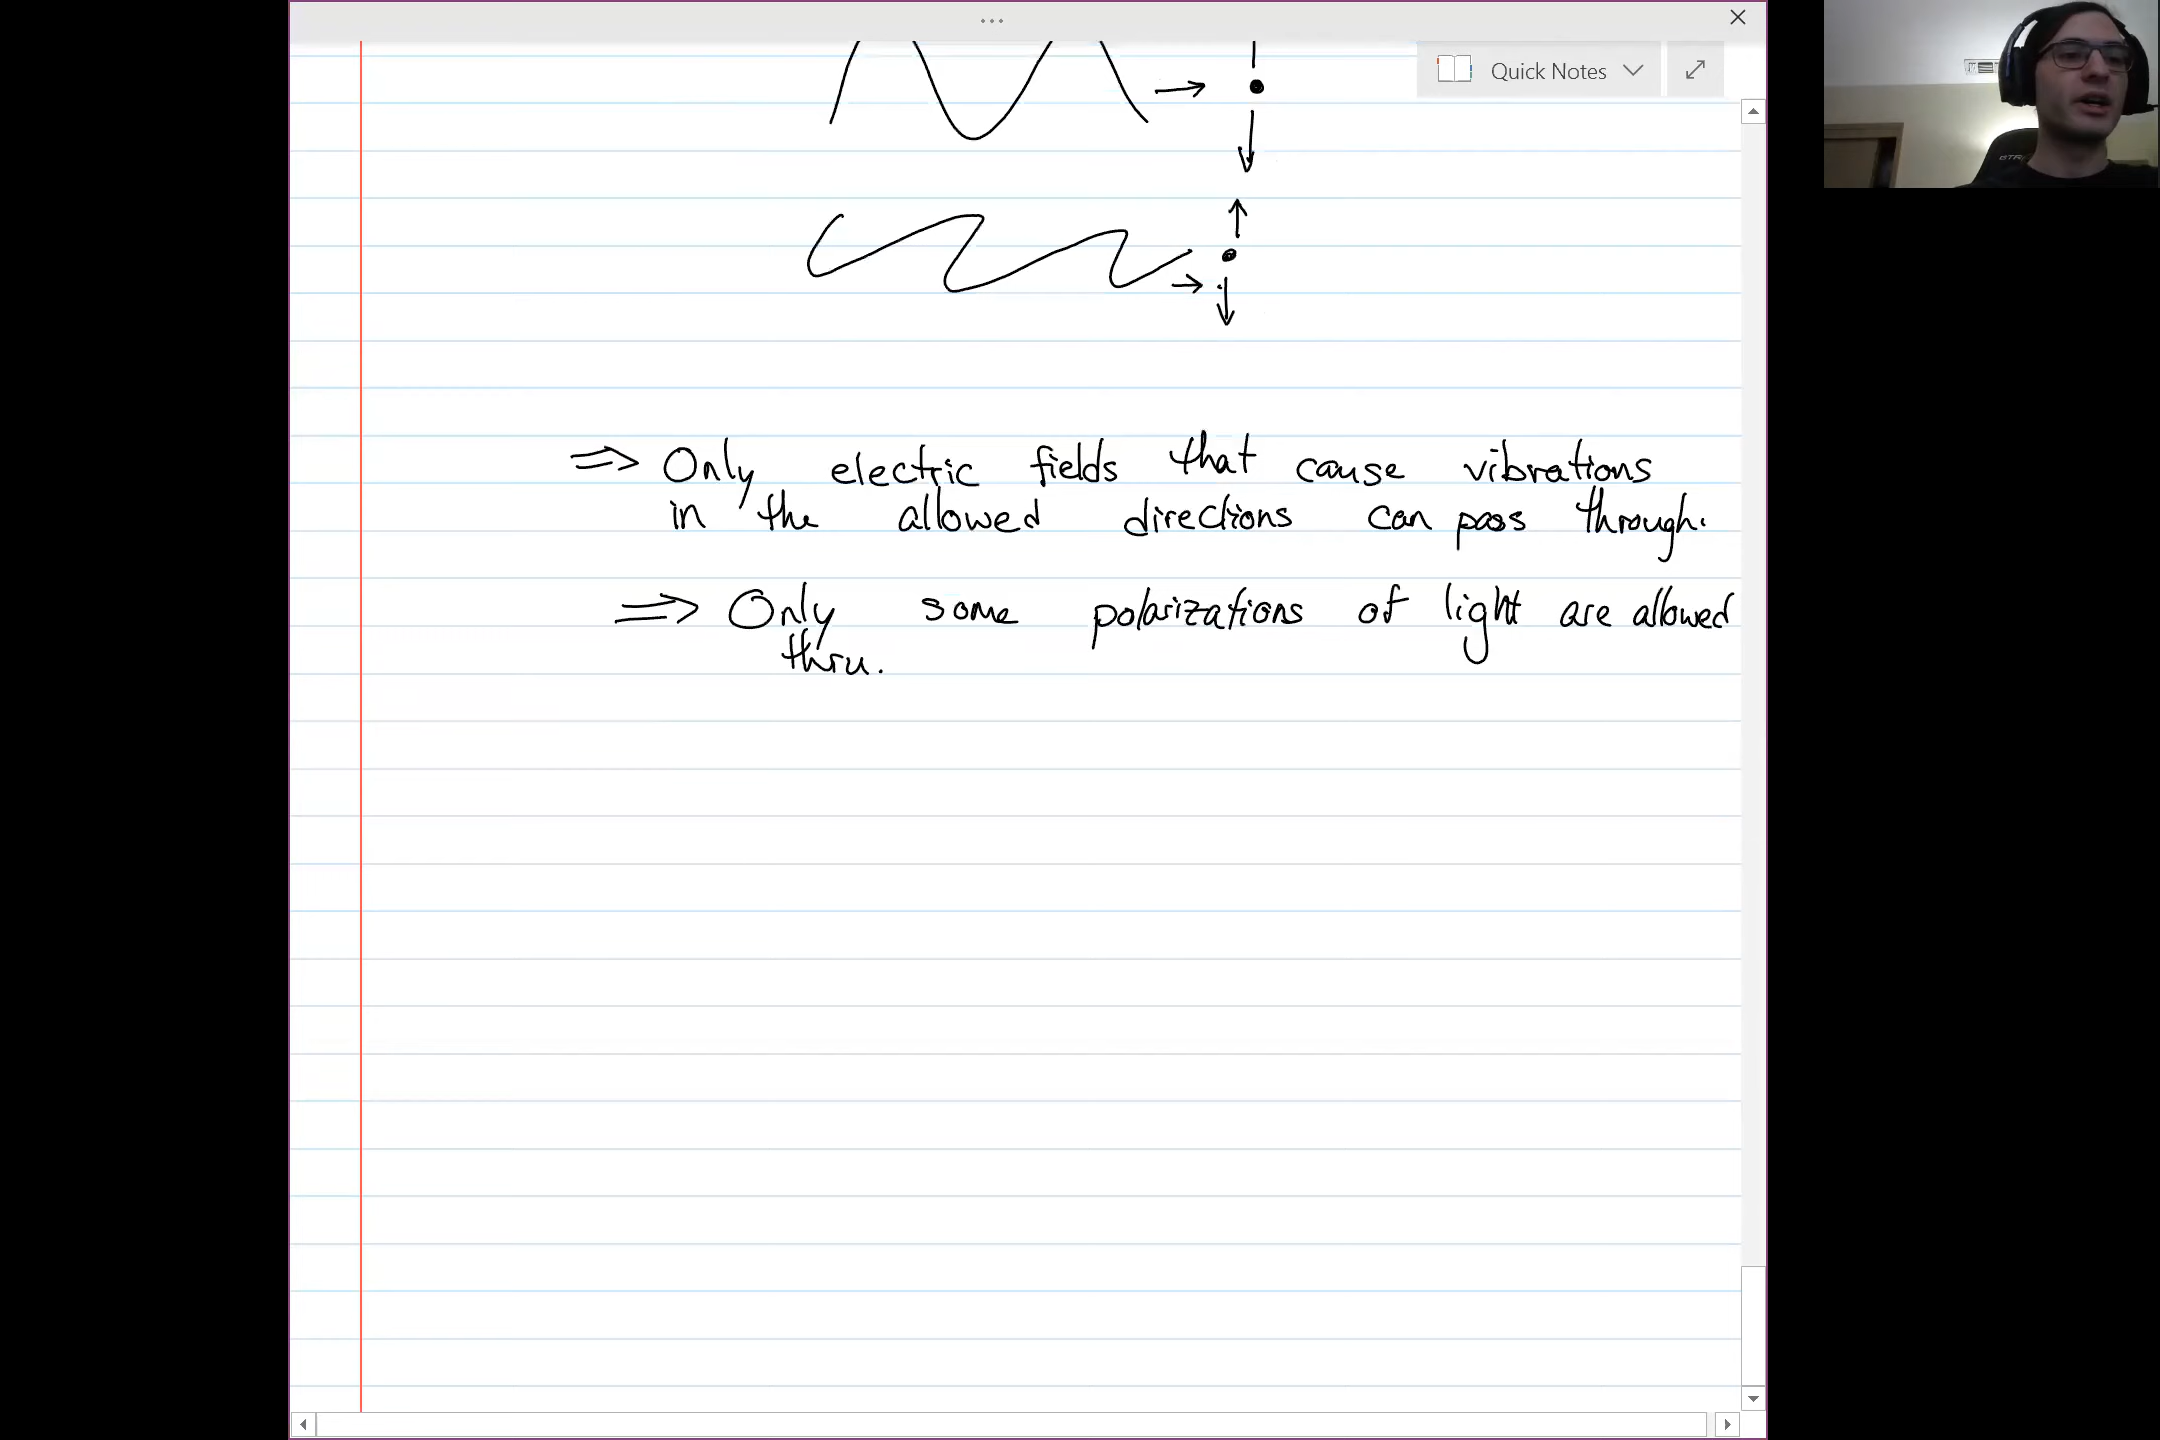 Quick Notes
⇒ Only electric fields that cause vibrations
in the allowed directions can pass through.
⇒ Only some polarizations of light are allowed
thru.